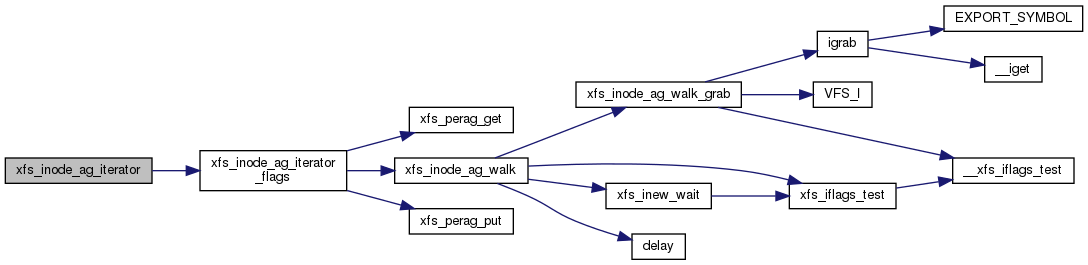 xfs_inode_ag_iterator
xfs_inode_ag_iterator
_flags
xfs_perag_get
xfs_inode_ag_walk
xfs_perag_put
xfs_inode_ag_walk_grab
xfs_inew_wait
delay
igrab
VFS_I
xfs_iflags_test
EXPORT_SYMBOL
__iget
__xfs_iflags_test